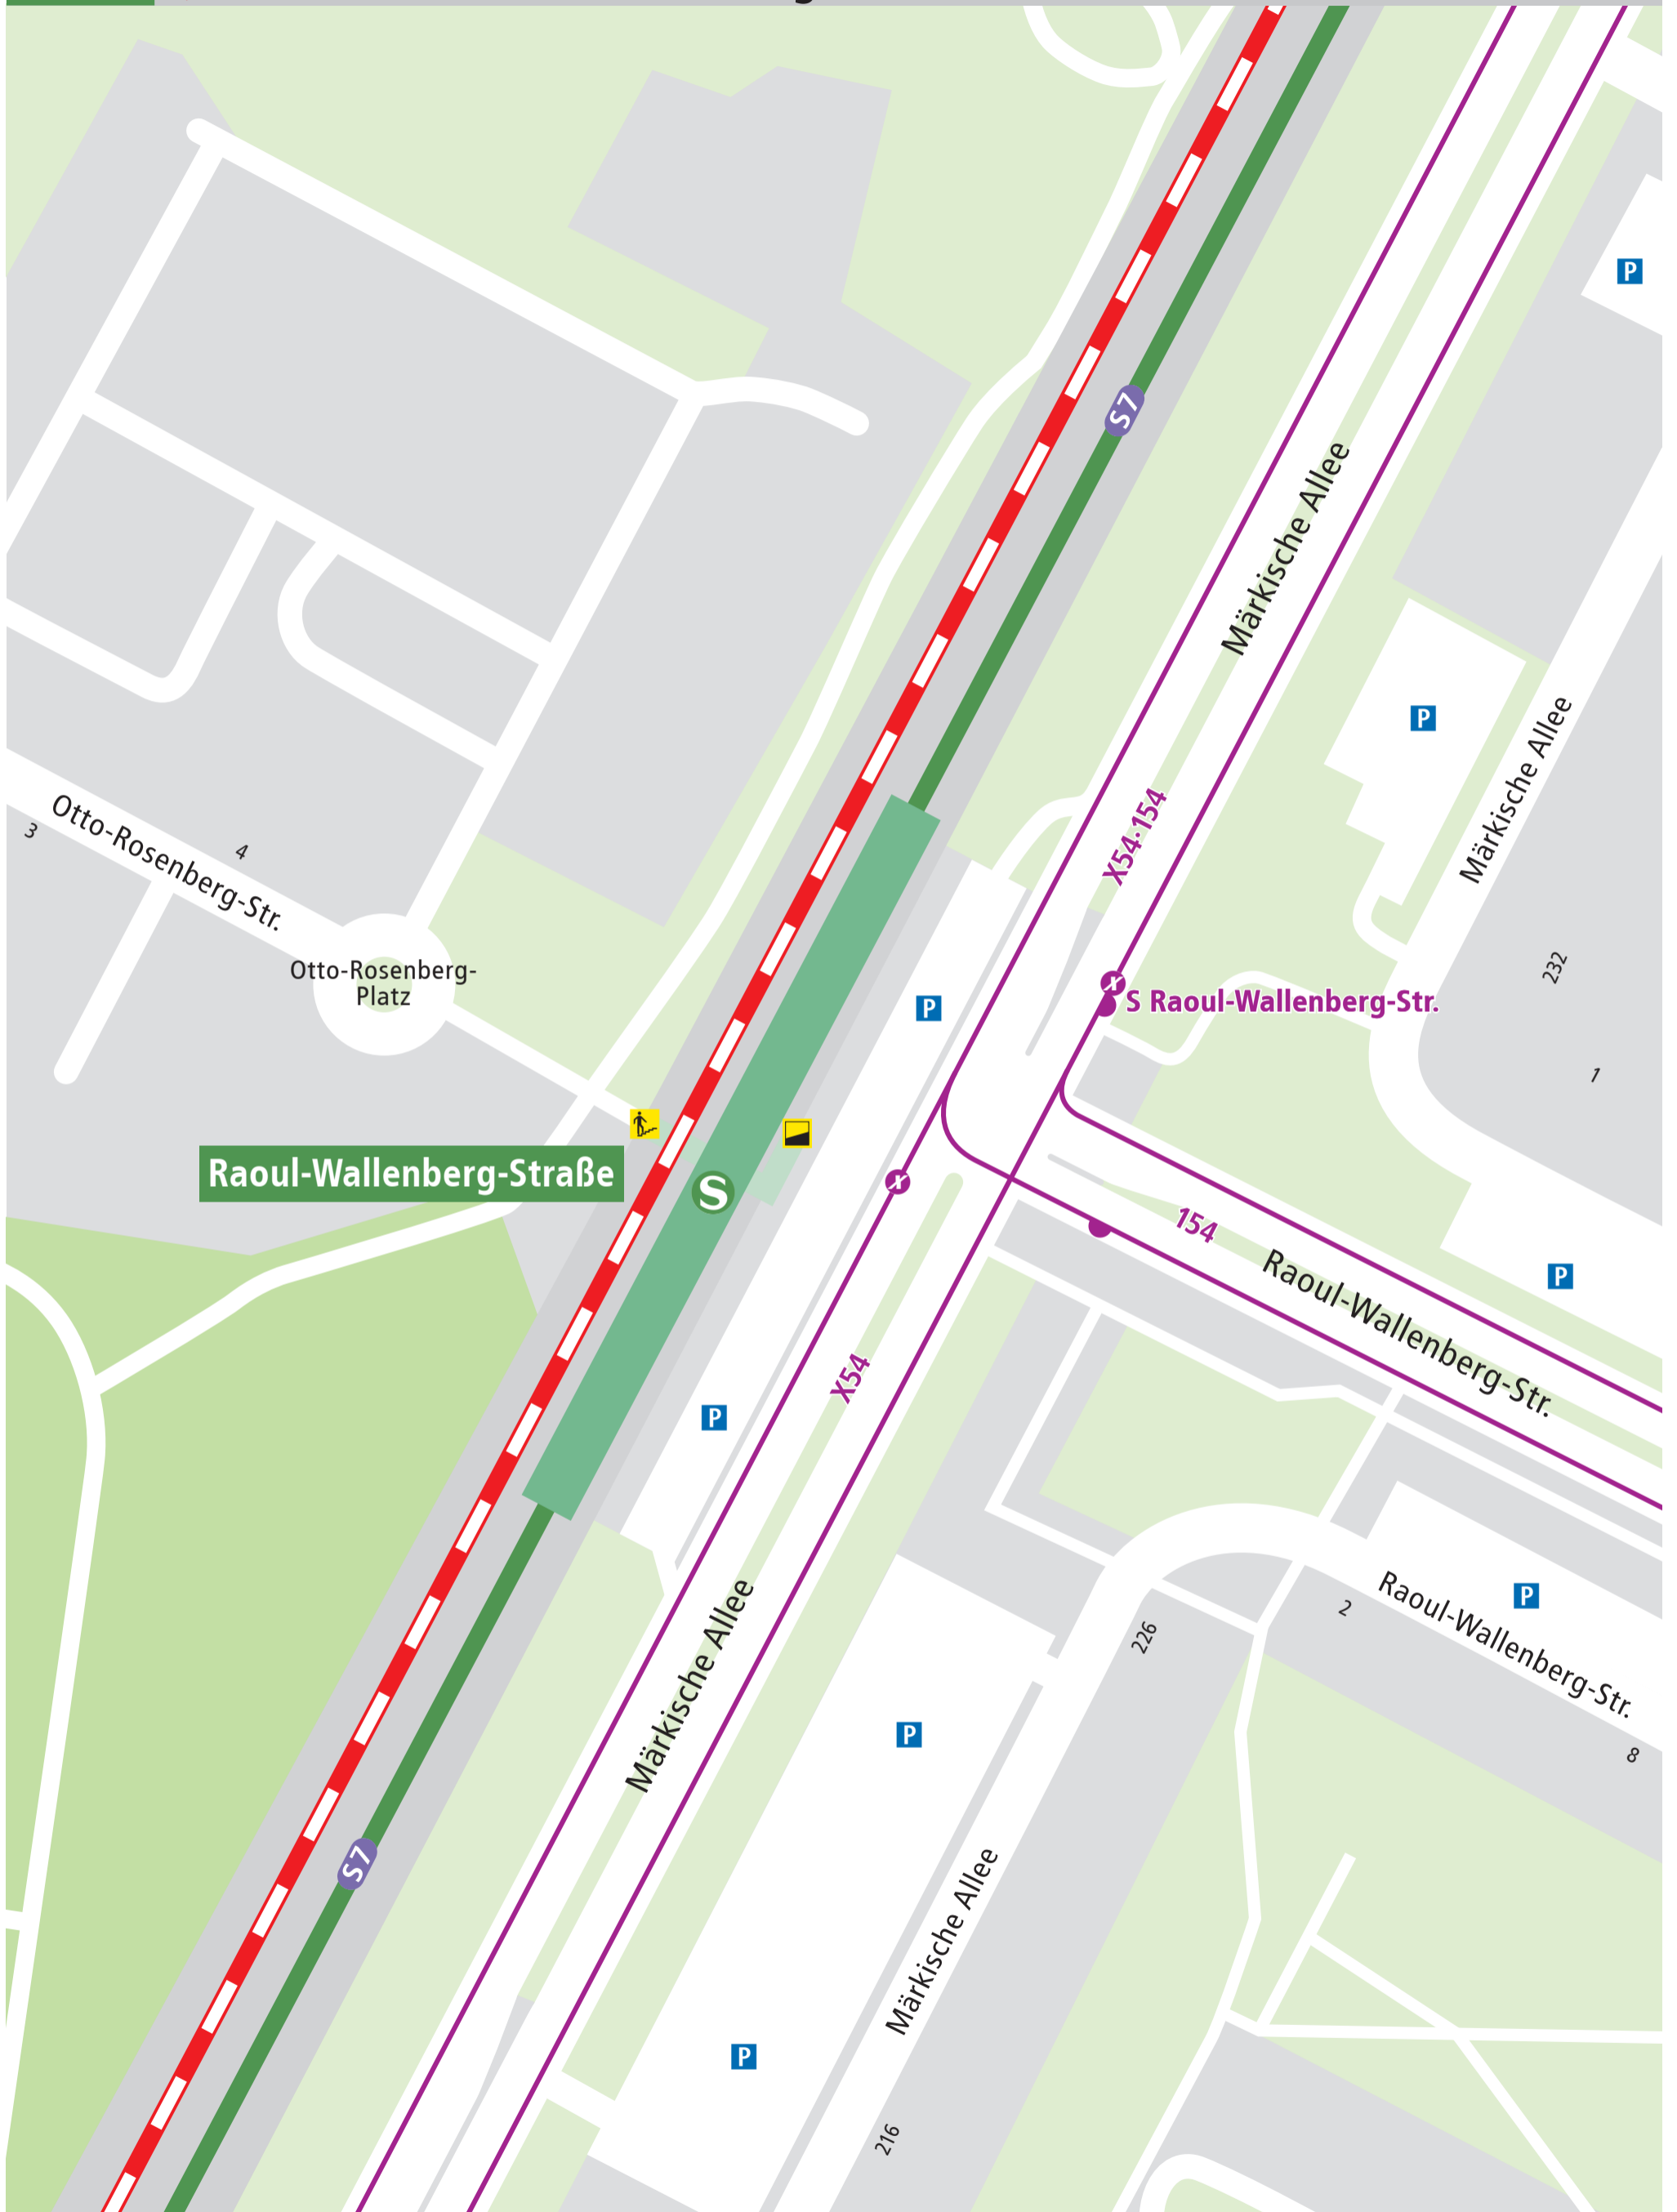 P
S7
Märkische Allee
P
Märkische Allee
X54·154
Otto-Rosenberg-Str.
3
4
232
Otto-Rosenberg-
Platz
X
S Raoul-Wallenberg-Str.
P
1
Raoul-Wallenberg-Straße
S
X
154
Raoul-Wallenberg-Str.
P
X54
P
Märkische Allee
Raoul-Wallenberg-Str.
P
2
226
8
P
S7
Märkische Allee
P
216